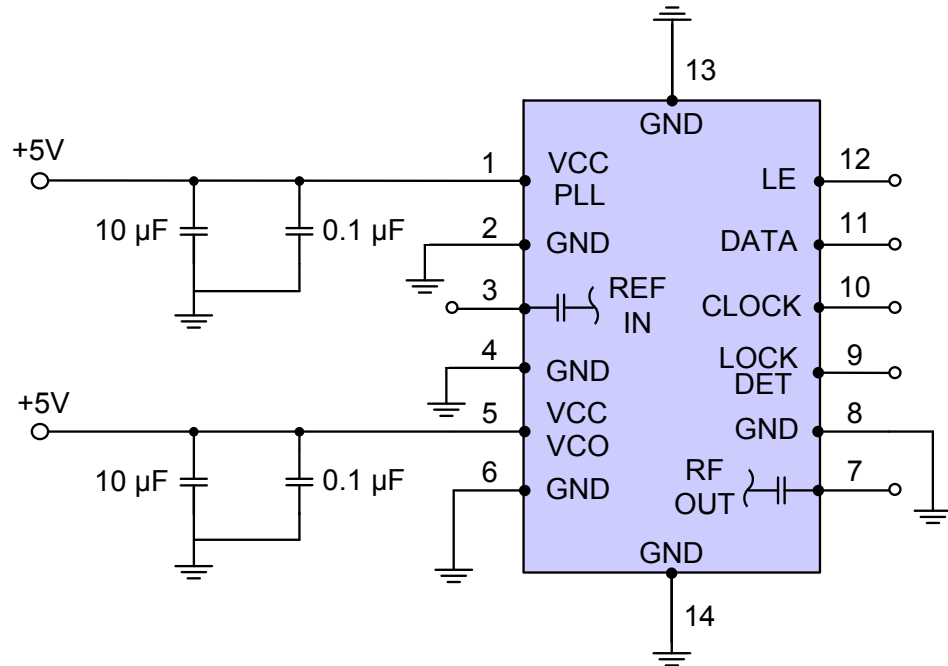 13
GND
+5V
1
VCC
PLL
10 µF
0.1 µF
2
GND
3
REF
IN
4
GND
+5V
5
VCC
VCO
10 µF
0.1 µF
6
GND
LE
12
DATA
11
CLOCK
10
LOCK
DET
9
GND
8
RF
OUT
7
GND
14